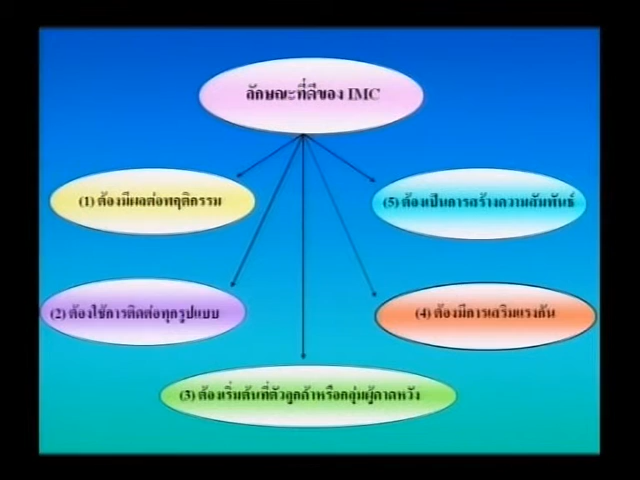 ลักษณะที่ดีของ IMC
(1) ต้องมีผลต่อพฤติกรรม
(5) ต้องเป็นการสร้างความสัมพันธ์
(2) ต้องใช้การติดต่อทุกรูปแบบ
(4) ต้องมีการเสริมแรงกัน
(3) ต้องเริ่มต้นที่ตัวลูกค้าหรือกลุ่มผู้คาดหวัง